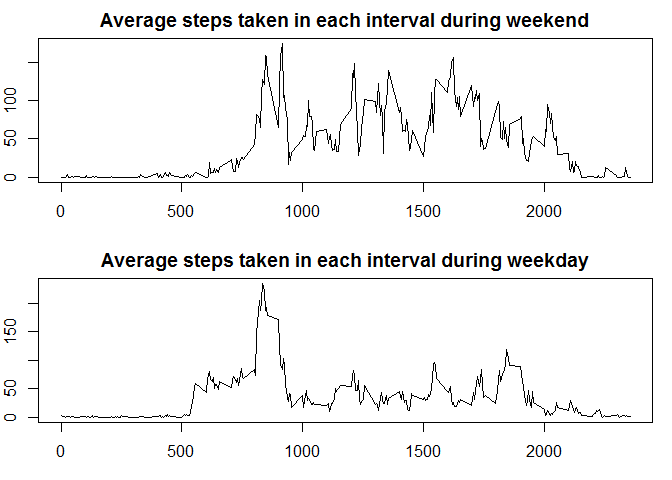 Average steps taken in each interval during weekend
100
50
0
0 500 1000 1500 2000
Average steps taken in each interval during weekday
150
50
0
0 500 1000 1500 2000